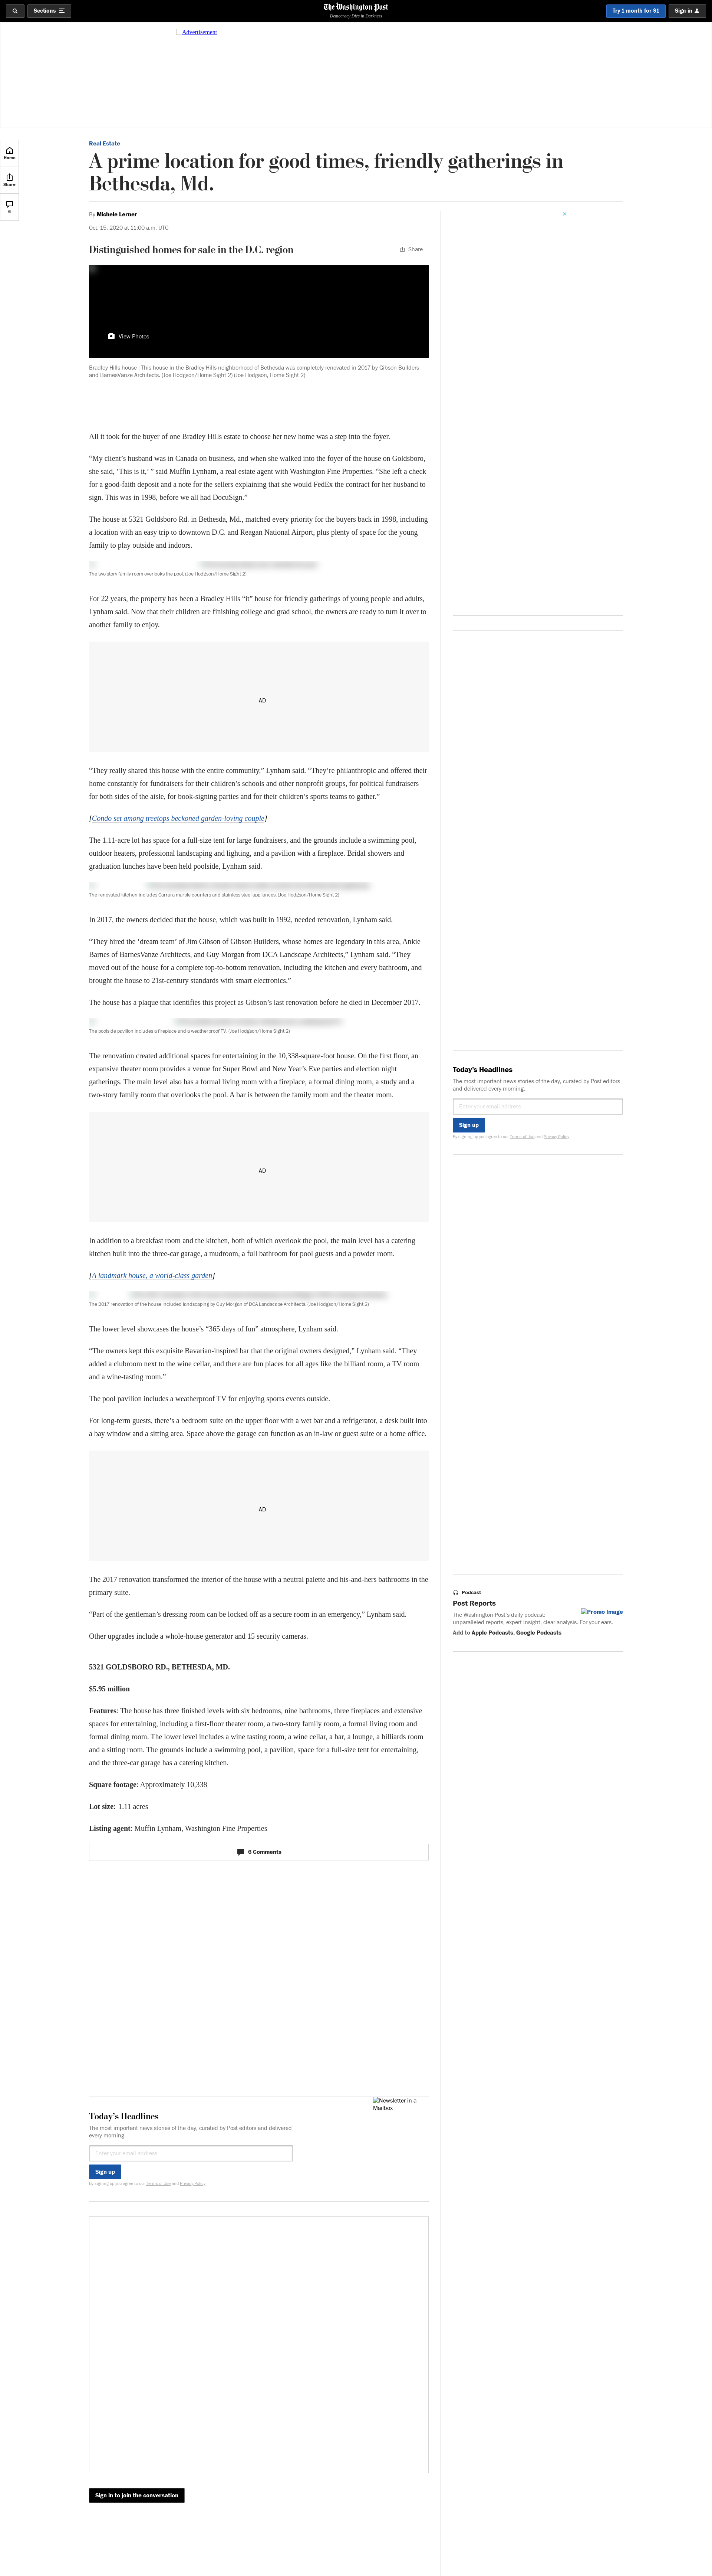 Sections
The Washington Post
Democracy Dies in Darkness
Try 1 month for $1
Sign in
Advertisement
Home
Share
6
Real Estate
A prime location for good times, friendly gatherings in
Bethesda, Md.
By Michele Lerner
Oct. 15, 2020 at 11:00 a.m. UTC
Distinguished homes for sale in the D.C. region
Share
View Photos
Bradley Hills house | This house in the Bradley Hills neighborhood of Bethesda was completely renovated in 2017 by Gibson Builders
and BarnesVanze Architects. (Joe Hodgson/Home Sight 2) (Joe Hodgson, Home Sight 2)
All it took for the buyer of one Bradley Hills estate to choose her new home was a step into the foyer.
“My client’s husband was in Canada on business, and when she walked into the foyer of the house on Goldsboro,
she said, ‘This is it,’ ” said Muffin Lynham, a real estate agent with Washington Fine Properties. “She left a check
for a good-faith deposit and a note for the sellers explaining that she would FedEx the contract for her husband to
sign. This was in 1998, before we all had DocuSign.”
The house at 5321 Goldsboro Rd. in Bethesda, Md., matched every priority for the buyers back in 1998, including
a location with an easy trip to downtown D.C. and Reagan National Airport, plus plenty of space for the young
family to play outside and indoors.
The two-story family room overlooks the pool. (Joe Hodgson/Home Sight 2)
For 22 years, the property has been a Bradley Hills “it” house for friendly gatherings of young people and adults,
Lynham said. Now that their children are finishing college and grad school, the owners are ready to turn it over to
another family to enjoy.
AD
“They really shared this house with the entire community,” Lynham said. “They’re philanthropic and offered their
home constantly for fundraisers for their children’s schools and other nonprofit groups, for political fundraisers
for both sides of the aisle, for book-signing parties and for their children’s sports teams to gather.”
[Condo set among treetops beckoned garden-loving couple]
The 1.11-acre lot has space for a full-size tent for large fundraisers, and the grounds include a swimming pool,
outdoor heaters, professional landscaping and lighting, and a pavilion with a fireplace. Bridal showers and
graduation lunches have been held poolside, Lynham said.
The renovated kitchen includes Carrara marble counters and stainless-steel appliances. (Joe Hodgson/Home Sight 2)
In 2017, the owners decided that the house, which was built in 1992, needed renovation, Lynham said.
“They hired the ‘dream team’ of Jim Gibson of Gibson Builders, whose homes are legendary in this area, Ankie
Barnes of BarnesVanze Architects, and Guy Morgan from DCA Landscape Architects,” Lynham said. “They
moved out of the house for a complete top-to-bottom renovation, including the kitchen and every bathroom, and
brought the house to 21st-century standards with smart electronics.”
The house has a plaque that identifies this project as Gibson’s last renovation before he died in December 2017.
The poolside pavilion includes a fireplace and a weatherproof TV. (Joe Hodgson/Home Sight 2)
The renovation created additional spaces for entertaining in the 10,338-square-foot house. On the first floor, an
expansive theater room provides a venue for Super Bowl and New Year’s Eve parties and election night
gatherings. The main level also has a formal living room with a fireplace, a formal dining room, a study and a
two-story family room that overlooks the pool. A bar is between the family room and the theater room.
AD
In addition to a breakfast room and the kitchen, both of which overlook the pool, the main level has a catering
kitchen built into the three-car garage, a mudroom, a full bathroom for pool guests and a powder room.
[A landmark house, a world-class garden]
The 2017 renovation of the house included landscaping by Guy Morgan of DCA Landscape Architects. (Joe Hodgson/Home Sight 2)
The lower level showcases the house’s “365 days of fun” atmosphere, Lynham said.
“The owners kept this exquisite Bavarian-inspired bar that the original owners designed,” Lynham said. “They
added a clubroom next to the wine cellar, and there are fun places for all ages like the billiard room, a TV room
and a wine-tasting room.”
The pool pavilion includes a weatherproof TV for enjoying sports events outside.
For long-term guests, there’s a bedroom suite on the upper floor with a wet bar and a refrigerator, a desk built into
a bay window and a sitting area. Space above the garage can function as an in-law or guest suite or a home office.
AD
The 2017 renovation transformed the interior of the house with a neutral palette and his-and-hers bathrooms in the
primary suite.
“Part of the gentleman’s dressing room can be locked off as a secure room in an emergency,” Lynham said.
Other upgrades include a whole-house generator and 15 security cameras.
5321 GOLDSBORO RD., BETHESDA, MD.
$5.95 million
Features: The house has three finished levels with six bedrooms, nine bathrooms, three fireplaces and extensive
spaces for entertaining, including a first-floor theater room, a two-story family room, a formal living room and
formal dining room. The lower level includes a wine tasting room, a wine cellar, a bar, a lounge, a billiards room
and a sitting room. The grounds include a swimming pool, a pavilion, space for a full-size tent for entertaining,
and the three-car garage has a catering kitchen.
Square footage: Approximately 10,338
Lot size: 1.11 acres
Listing agent: Muffin Lynham, Washington Fine Properties
6 Comments
Today’s Headlines
The most important news stories of the day, curated by Post editors and delivered
every morning.
Enter your email address
Sign up
By signing up you agree to our Terms of Use and Privacy Policy
Newsletter in a
Mailbox
Sign in to join the conversation
Today’s Headlines
The most important news stories of the day, curated by Post editors
and delivered every morning.
Enter your email address
Sign up
By signing up you agree to our Terms of Use and Privacy Policy
Podcast
Post Reports
The Washington Post’s daily podcast:
unparalleled reports, expert insight, clear analysis. For your ears.
Promo Image
Add to Apple Podcasts, Google Podcasts